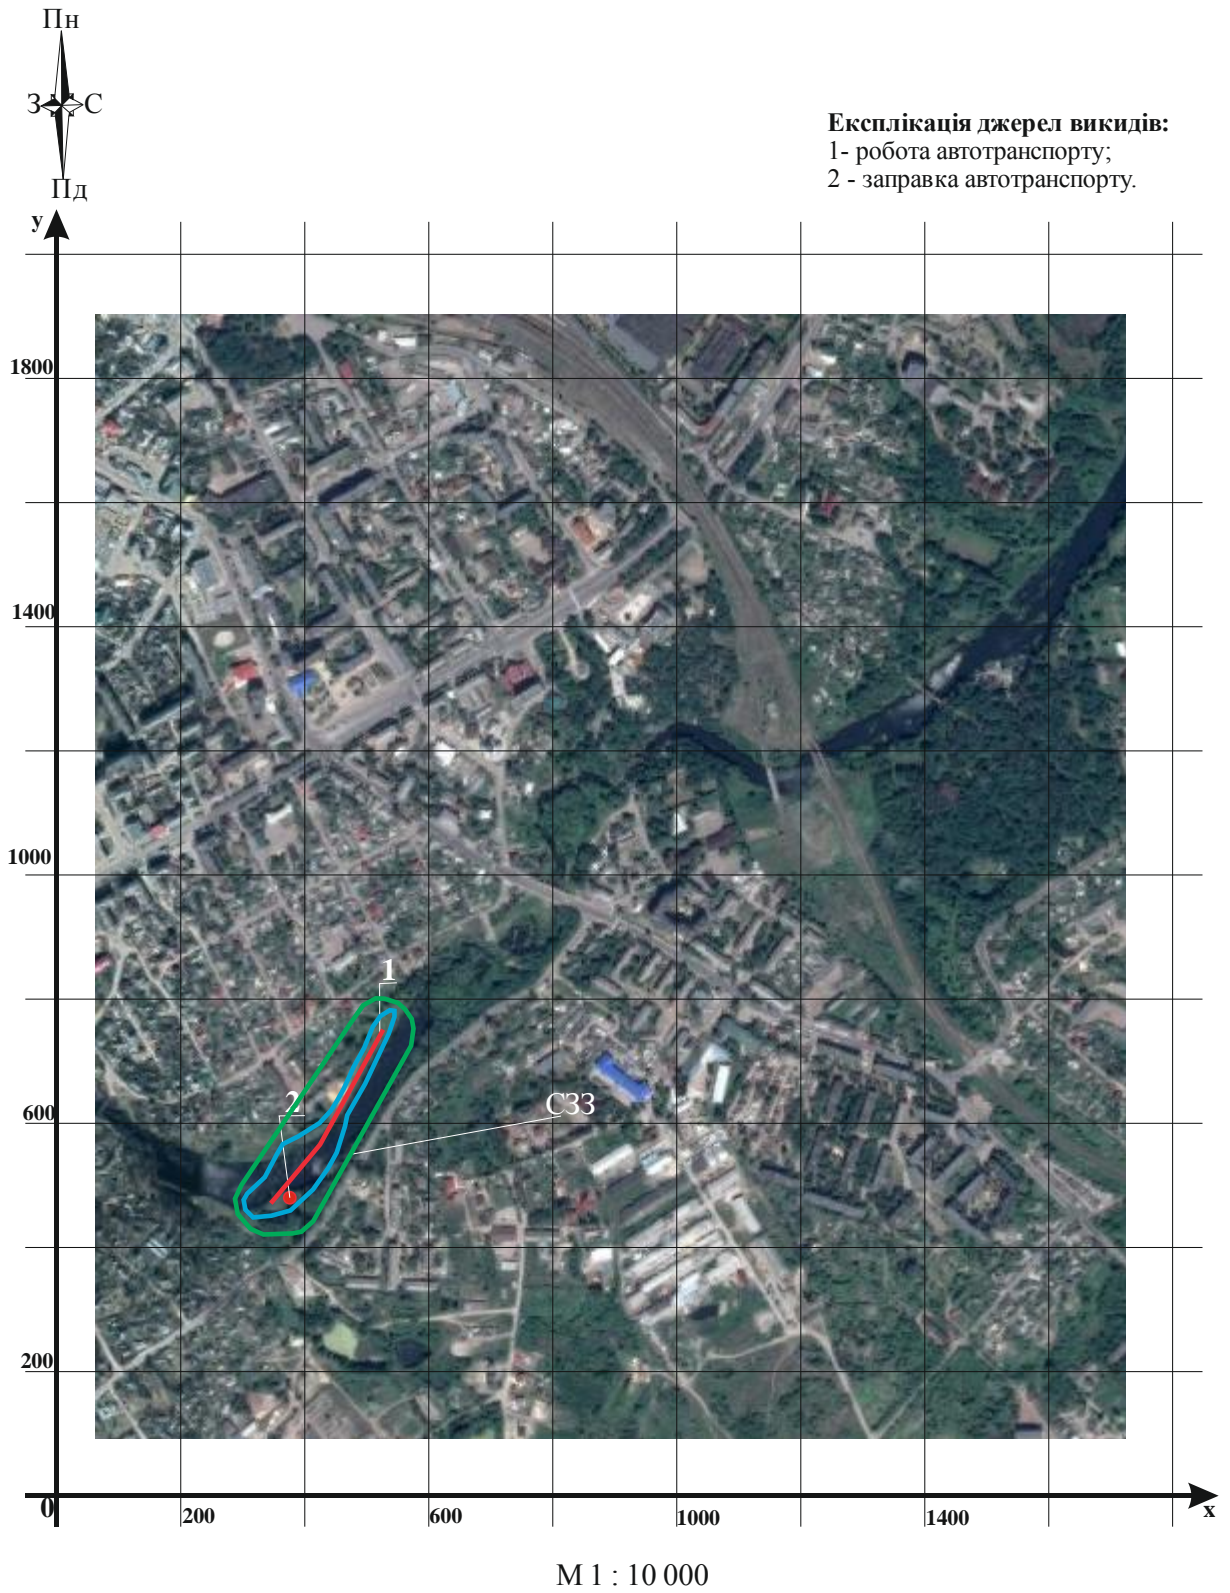 Пн
З С
Пд
Експлікація джерел викидів:
1- робота автотранспорту;
2 - заправка автотранспорту.
у
1800
1400
1000
1
2
СЗЗ
600
200
0
200 600 1000 1400
х
М 1 : 10 000